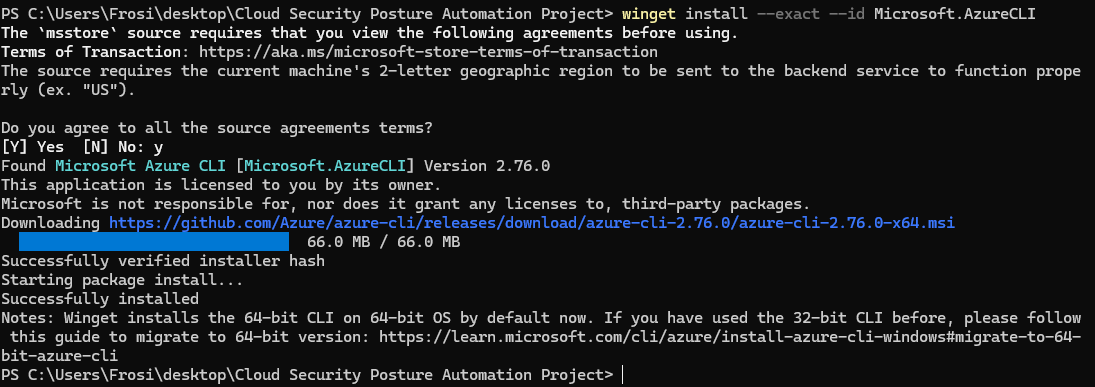 PS C:\Users\Frosi\desktop\Cloud Security Posture Automation Project> winget install --exact --id Microsoft.AzureCLI
The `msstore` source requires that you view the following agreements before using.
Terms of Transaction: https://aka.ms/microsoft-store-terms-of-transaction
The source requires the current machine's 2-letter geographic region to be sent to the backend service to function prope
rly (ex. "US").
Do you agree to all the source agreements terms?
[Y] Yes  [N] No: y
Found Microsoft Azure CLI [Microsoft.AzureCLI] Version 2.76.0
This application is licensed to you by its owner.
Microsoft is not responsible for, nor does it grant any licenses to, third-party packages.
Downloading https://github.com/Azure/azure-cli/releases/download/azure-cli-2.76.0/azure-cli-2.76.0-x64.msi
66.0 MB / 66.0 MB
Successfully verified installer hash
Starting package install...
Successfully installed
Notes: Winget installs the 64-bit CLI on 64-bit OS by default now. If you have used the 32-bit CLI before, please follow
 this guide to migrate to 64-bit version: https://learn.microsoft.com/cli/azure/install-azure-cli-windows#migrate-to-64-
bit-azure-cli
PS C:\Users\Frosi\desktop\Cloud Security Posture Automation Project>